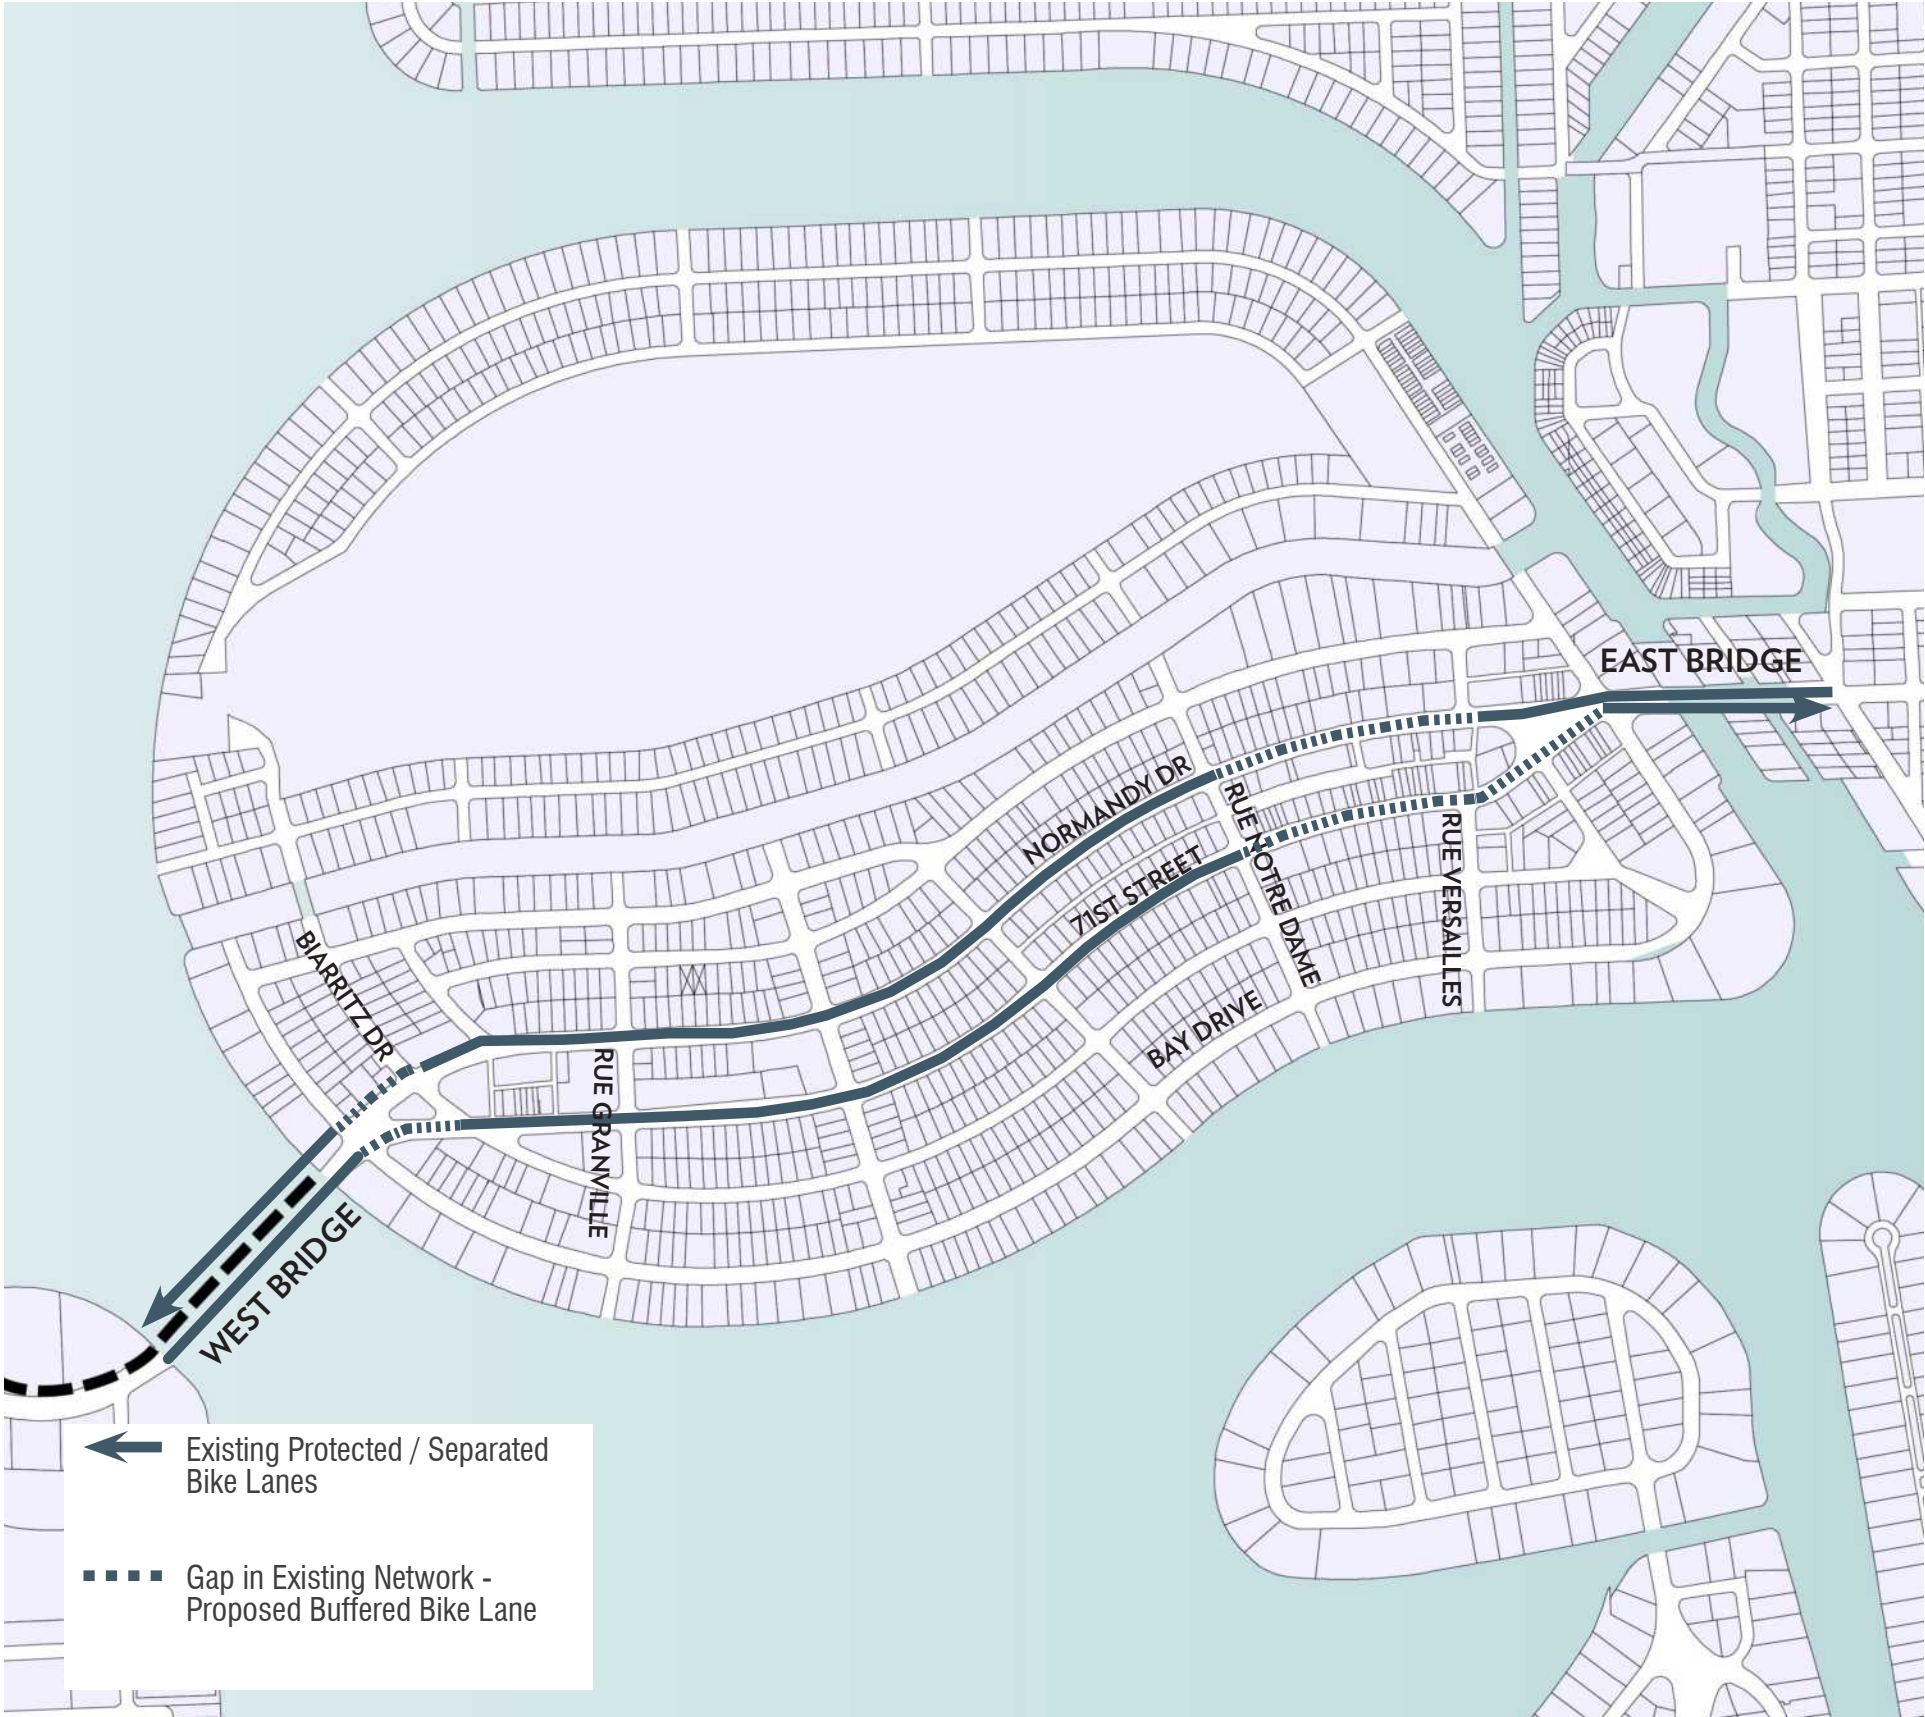 EAST BRIDGE
NORMANDY DR
RUE NOTRE DAME
71ST STREET
RUE VERSAILLES
BIARRITZ DR
BAY DRIVE
RUE GRANVILLE
WEST BRIDGE
Existing Protected / Separated
Bike Lanes
Gap in Existing Network -
Proposed Buffered Bike Lane